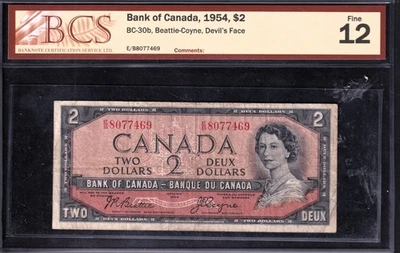 BCS
BANKNOTE CERTIFICATION SERVICE LTD.
Bank of Canada, 1954, $2
BC-30b, Beattie-Coyne, Devil's Face
E/B8077469 Comments:
Fine
12
2 TWO DOLLARS DEUX DOLLARS 2
E/B8077469 E/B8077469
CANADA
TWO DOLLARS 2 DEUX DOLLARS
BANK OF CANADA - BANQUE DU CANADA
TWO DEUX
J.R. Beattie J.E. Coyne